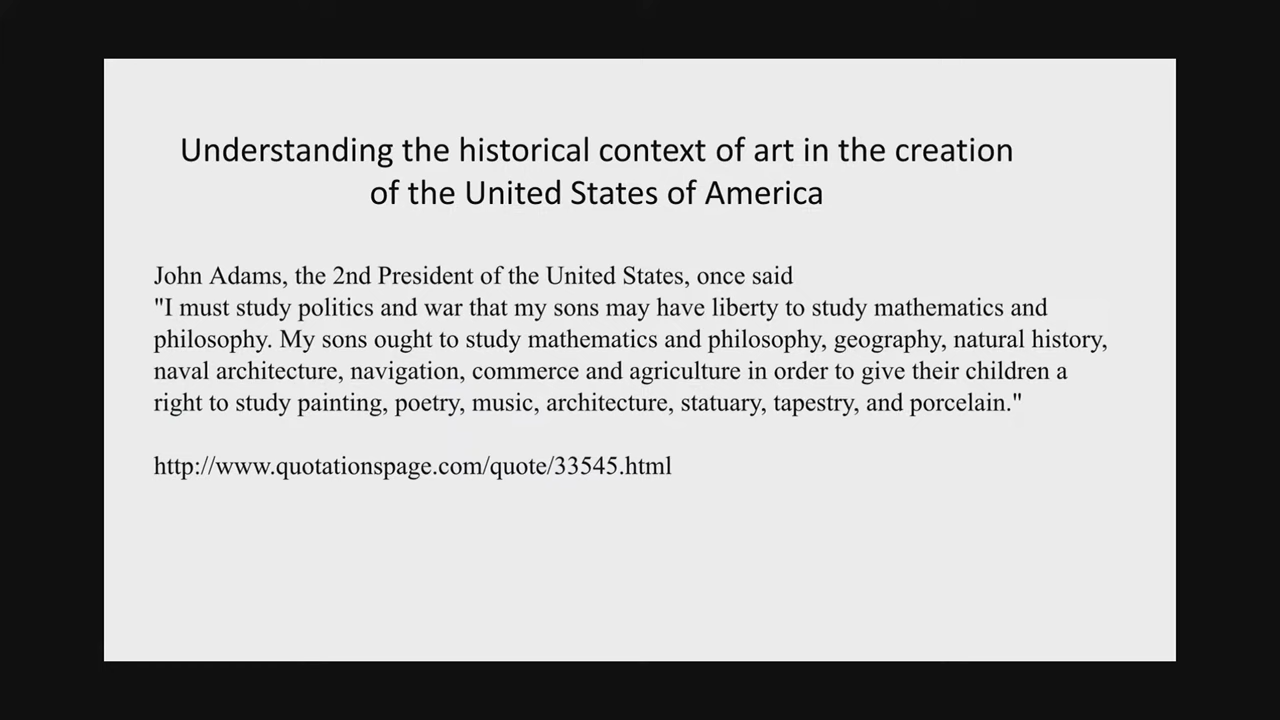 Understanding the historical context of art in the creation
of the United States of America
John Adams, the 2nd President of the United States, once said
"I must study politics and war that my sons may have liberty to study mathematics and
philosophy. My sons ought to study mathematics and philosophy, geography, natural history,
naval architecture, navigation, commerce and agriculture in order to give their children a
right to study painting, poetry, music, architecture, statuary, tapestry, and porcelain."
http://www.quotationspage.com/quote/33545.html